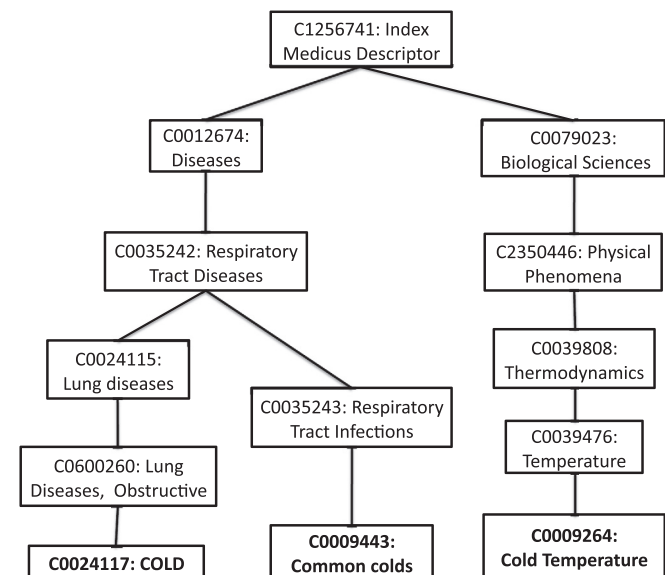 C1256741: Index
Medicus Descriptor
C0012674:
Diseases
C0079023:
Biological Sciences
C0035242: Respiratory
Tract Diseases
C2350446: Physical
Phenomena
C0024115:
Lung diseases
C0039808:
Thermodynamics
C0035243: Respiratory
Tract Infections
C0039476:
Temperature
C0600260: Lung
Diseases, Obstructive
C0024117: COLD
C0009443:
Common colds
C0009264:
Cold Temperature